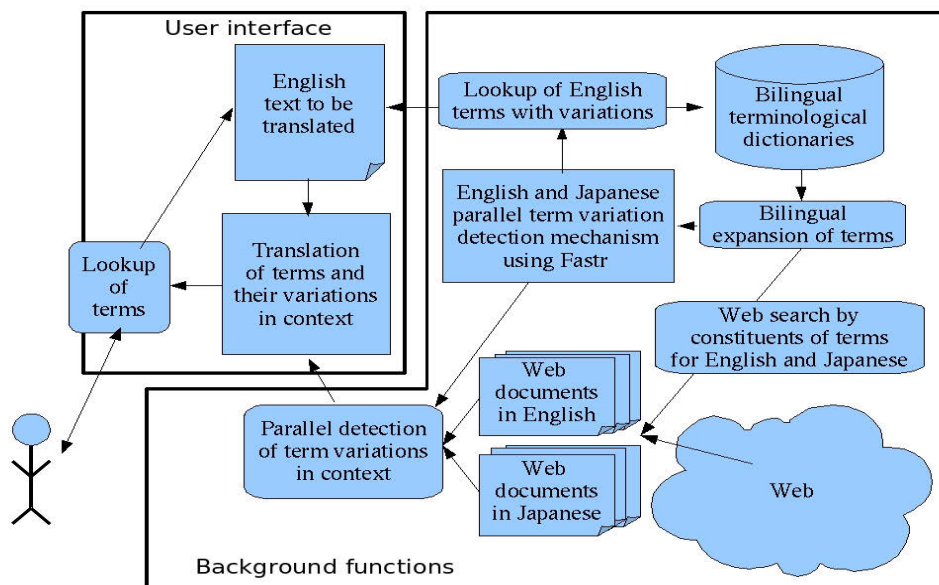 User interface
English
text to be
translated
Lookup of English
terms with variations
Bilingual
terminological
dictionaries
English and Japanese
parallel term variation
detection mechanism
using Fastr
Bilingual
expansion of terms
Lookup
of
terms
Translation
of terms and
their variations
in context
Web search by
constituents of terms
for English and Japanese
Web
documents
in English
Parallel detection
of term variations
in context
Web
documents
in Japanese
Web
Background functions